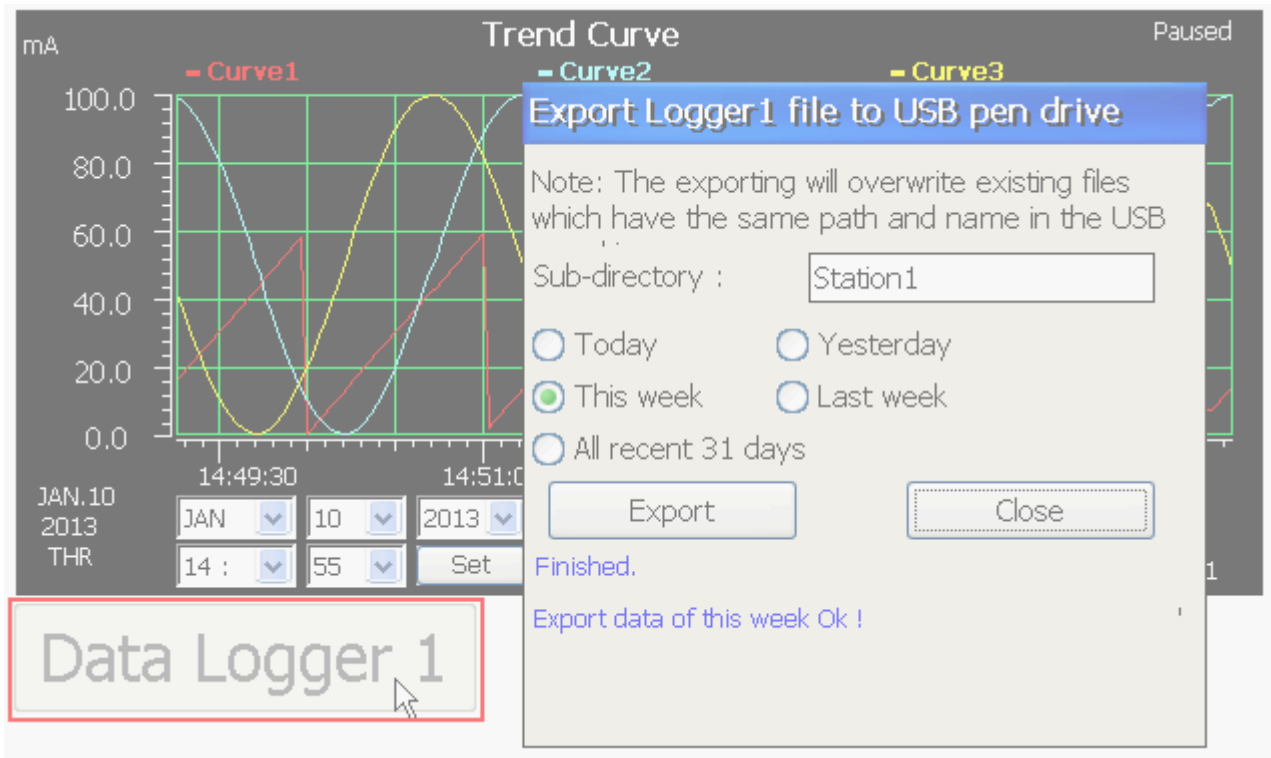 Trend Curve
mA
Paused
Curve1
Curve2
Curve3
100.0
80.0
60.0
40.0
20.0
0.0
14:49:30
14:51:0
JAN.10
2013
THR
JAN
10
2013
14 :
55
Set
1
Export Logger1 file to USB pen drive
Note: The exporting will overwrite existing files
which have the same path and name in the USB
Sub-directory :
Station1
Today
Yesterday
This week
Last week
All recent 31 days
Export
Close
Finished.
Export data of this week Ok !
Data Logger 1